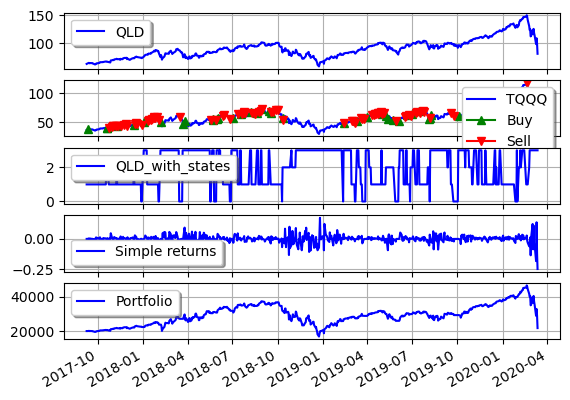 150
QLD
100
100
TQQQ
Buy
50
Sell
QLD_with_states
2
0
0.00
Simple returns
−0.25
Portfolio
40000
20000
2017-10 2018-01 2018-04 2018-07 2018-10 2019-01 2019-04 2019-07 2019-10 2020-01 2020-04